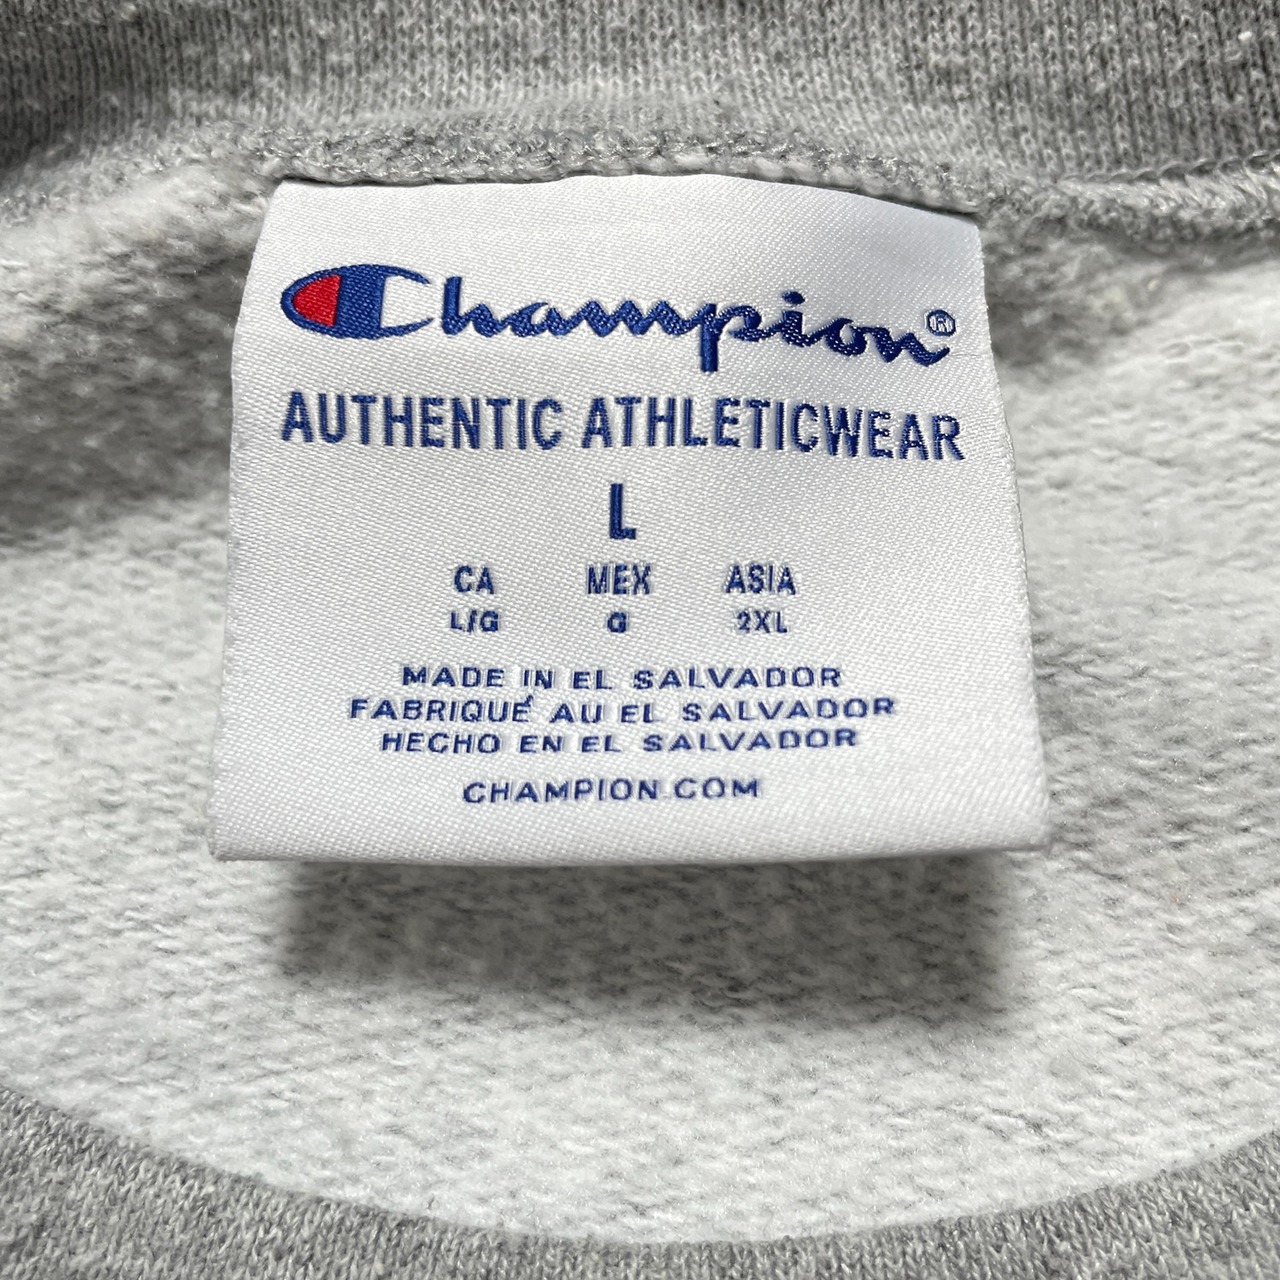 Champion®
AUTHENTIC ATHLETICWEAR
L
CA MEX ASIA
L/G G 2XL
MADE IN EL SALVADOR
FABRIQUÉ AU EL SALVADOR
HECHO EN EL SALVADOR
CHAMPION.COM